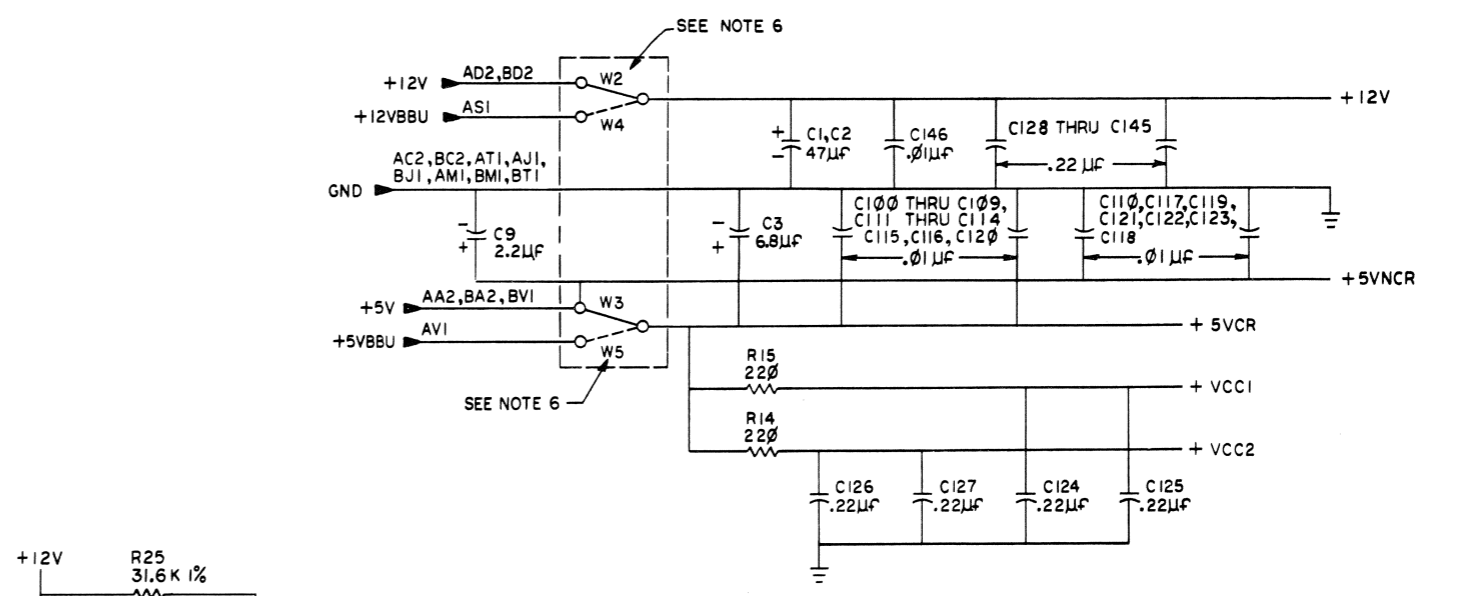 SEE NOTE 6
+12V
AD2,BD2
W2
+12V
+12VBBU
AS1
W4
+
-
C1,C2
47µf
C146
.Ø1µf
C128 THRU C145
.22 µf
AC2,BC2,AT1,AJ1,
BJ1,AM1,BM1,BT1
GND
-
+
C9
2.2µf
-
+
C3
6.8µf
C1ØØ THRU C1Ø9,
C111 THRU C114
C115,C116,C12Ø
.Ø1 µf
C11Ø,C117,C119,
C121,C122,C123,
C118
.Ø1 µf
+5VNCR
+5V
AA2,BA2,BV1
W3
+ 5VCR
+5VBBU
AV1
W5
SEE NOTE 6
R15
22Ø
+ VCC1
R14
22Ø
+ VCC2
C126
.22µf
C127
.22µf
C124
.22µf
C125
.22µf
+12V
R25
31.6K 1%